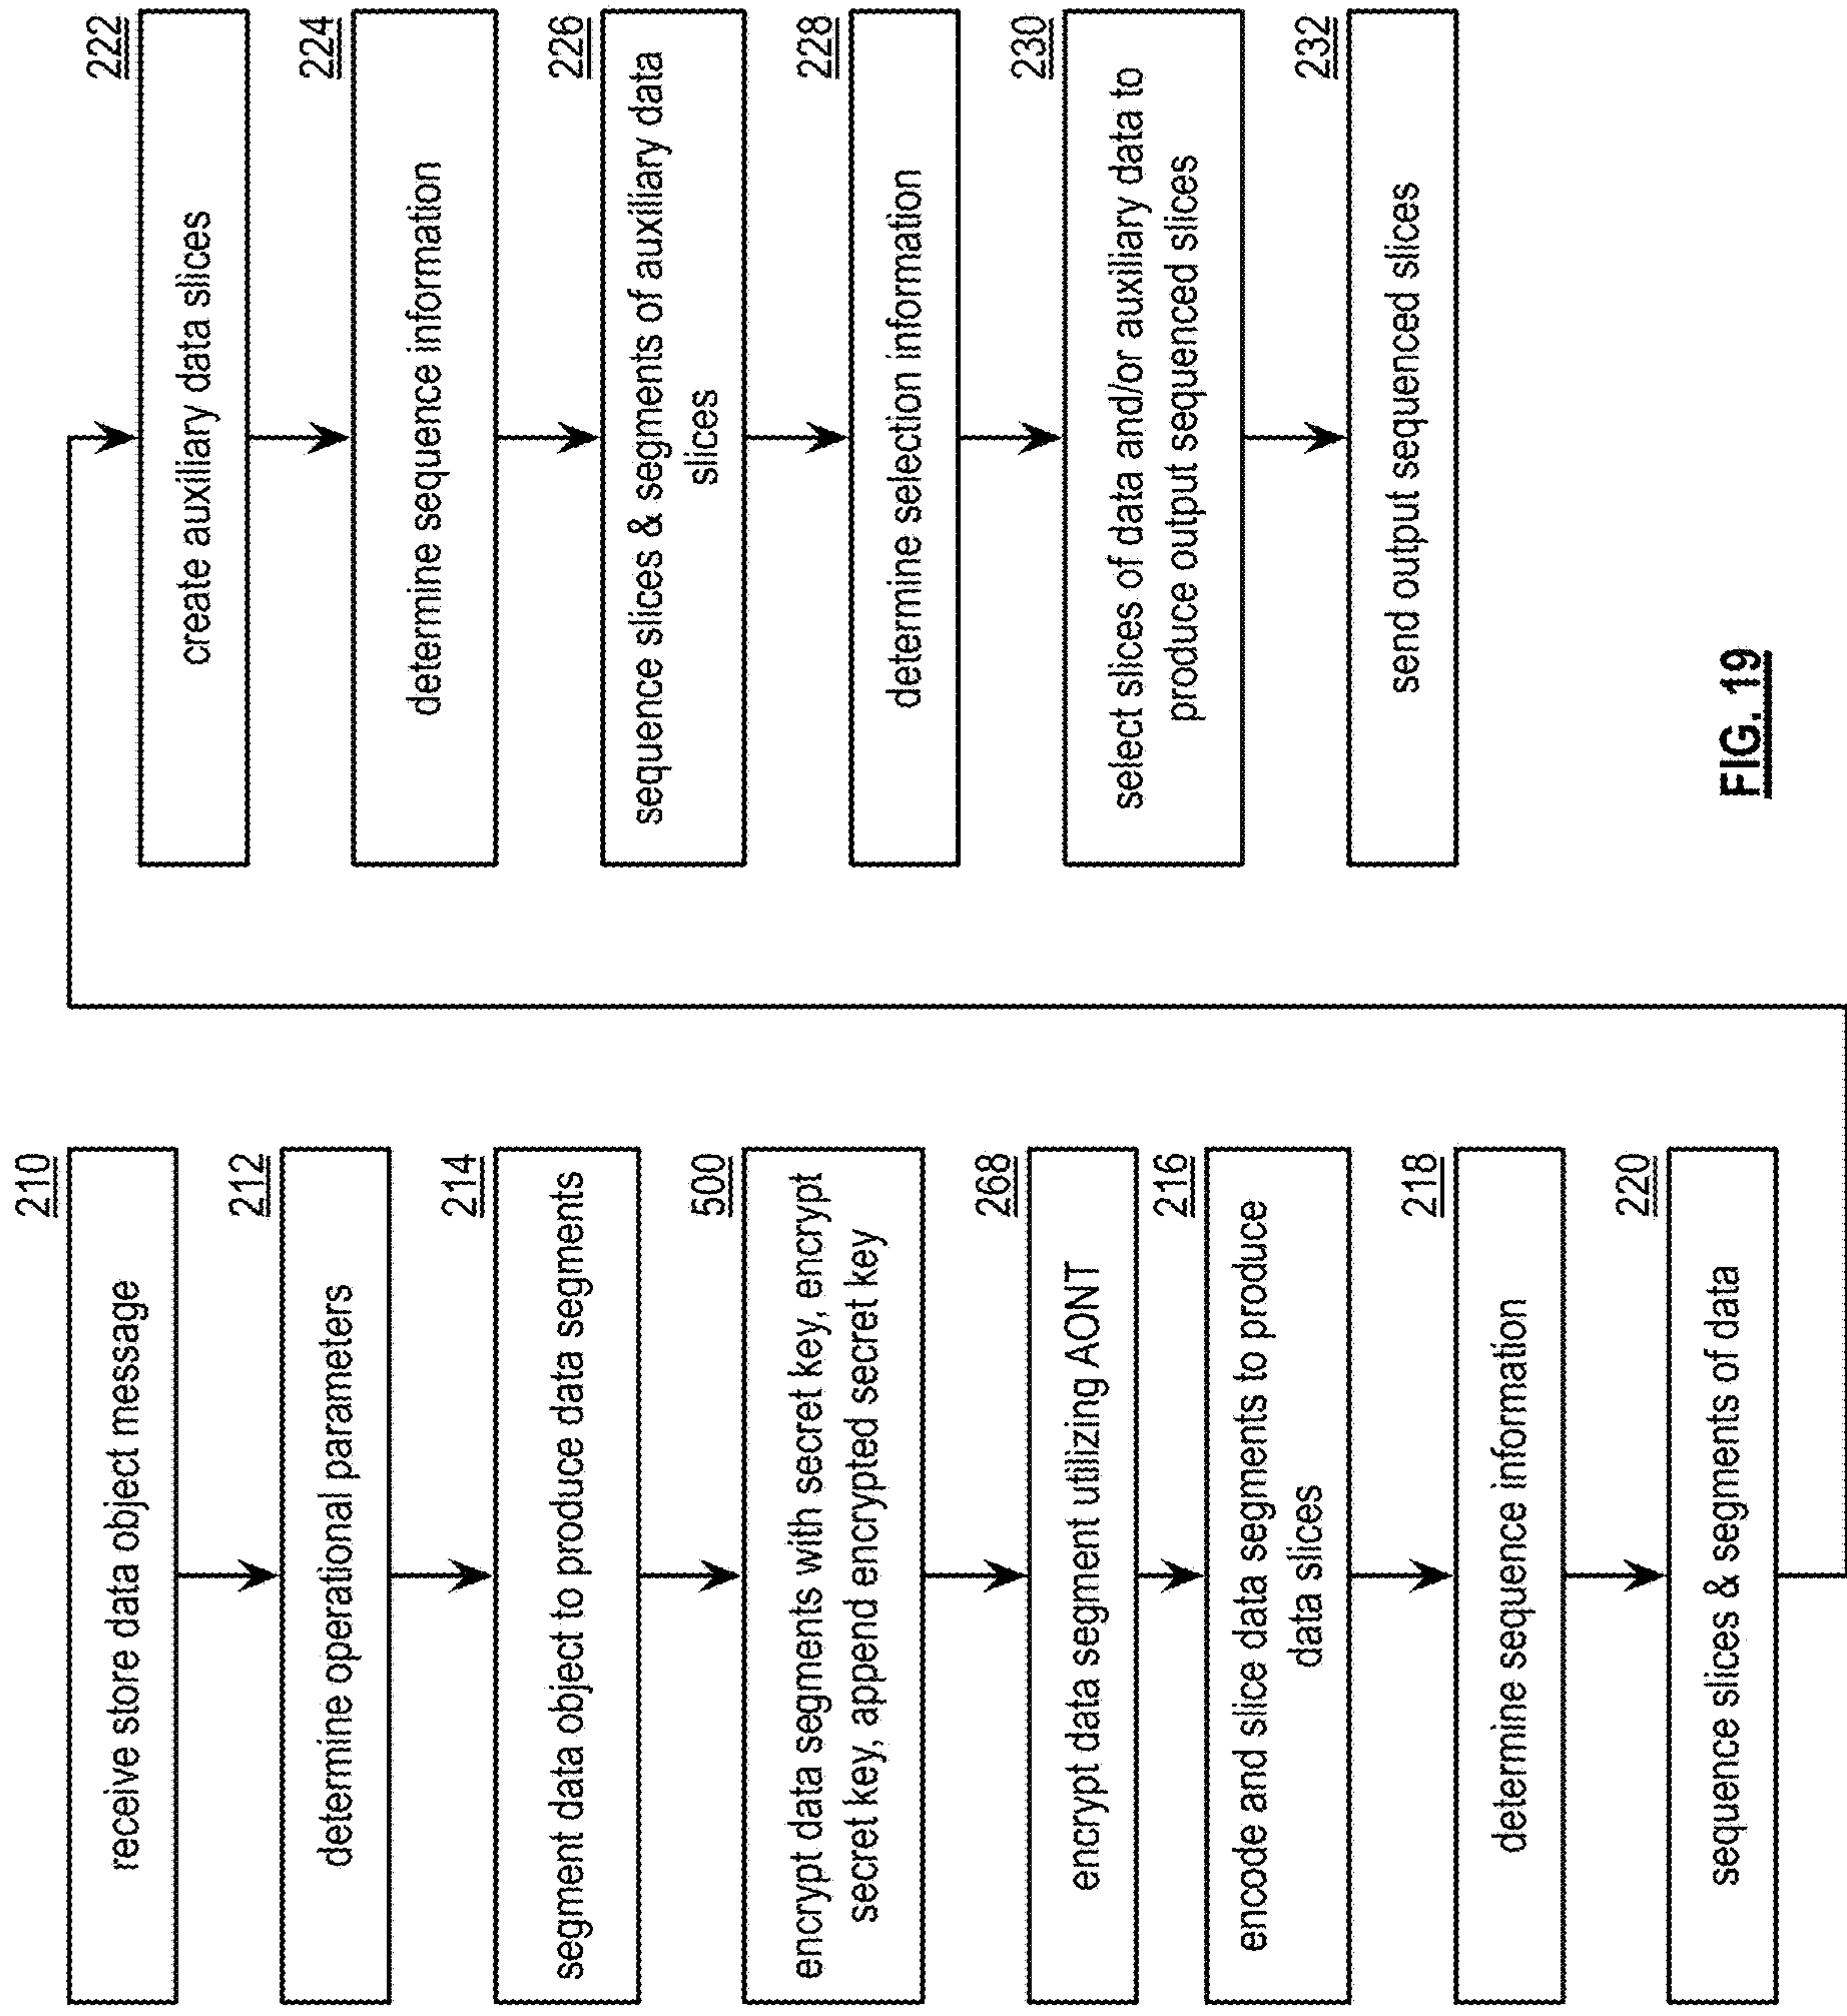 210
receive store data object message
212
determine operational parameters
214
segment data object to produce data segments
500
encrypt data segments with secret key, encrypt
secret key, append encrypted secret key
268
encrypt data segment utilizing AONT
216
encode and slice data segments to produce
data slices
218
determine sequence information
220
sequence slices & segments of data
222
create auxiliary data slices
224
determine sequence information
226
sequence slices & segments of auxiliary data
slices
228
determine selection information
230
select slices of data and/or auxiliary data to
produce output sequenced slices
232
send output sequenced slices
FIG. 19